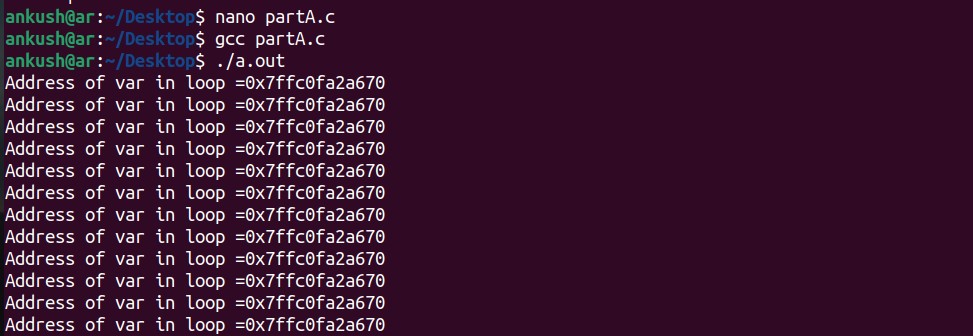 ankush@ar:~/Desktop$ nano partA.c
ankush@ar:~/Desktop$ gcc partA.c
ankush@ar:~/Desktop$ ./a.out
Address of var in loop =0x7ffc0fa2a670
Address of var in loop =0x7ffc0fa2a670
Address of var in loop =0x7ffc0fa2a670
Address of var in loop =0x7ffc0fa2a670
Address of var in loop =0x7ffc0fa2a670
Address of var in loop =0x7ffc0fa2a670
Address of var in loop =0x7ffc0fa2a670
Address of var in loop =0x7ffc0fa2a670
Address of var in loop =0x7ffc0fa2a670
Address of var in loop =0x7ffc0fa2a670
Address of var in loop =0x7ffc0fa2a670
Address of var in loop =0x7ffc0fa2a670